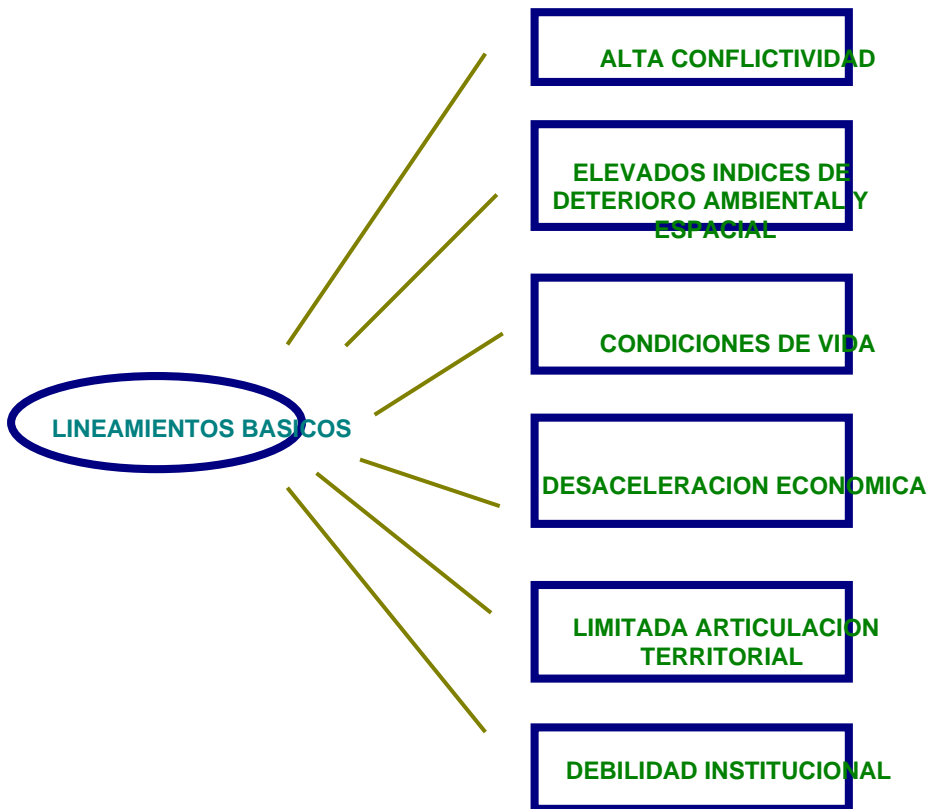 ALTA CONFLICTIVIDAD
ELEVADOS INDICES DE
DETERIORO AMBIENTAL Y
ESPACIAL
CONDICIONES DE VIDA
LINEAMIENTOS BASICOS
DESACELERACION ECONOMICA
LIMITADA ARTICULACION
TERRITORIAL
DEBILIDAD INSTITUCIONAL